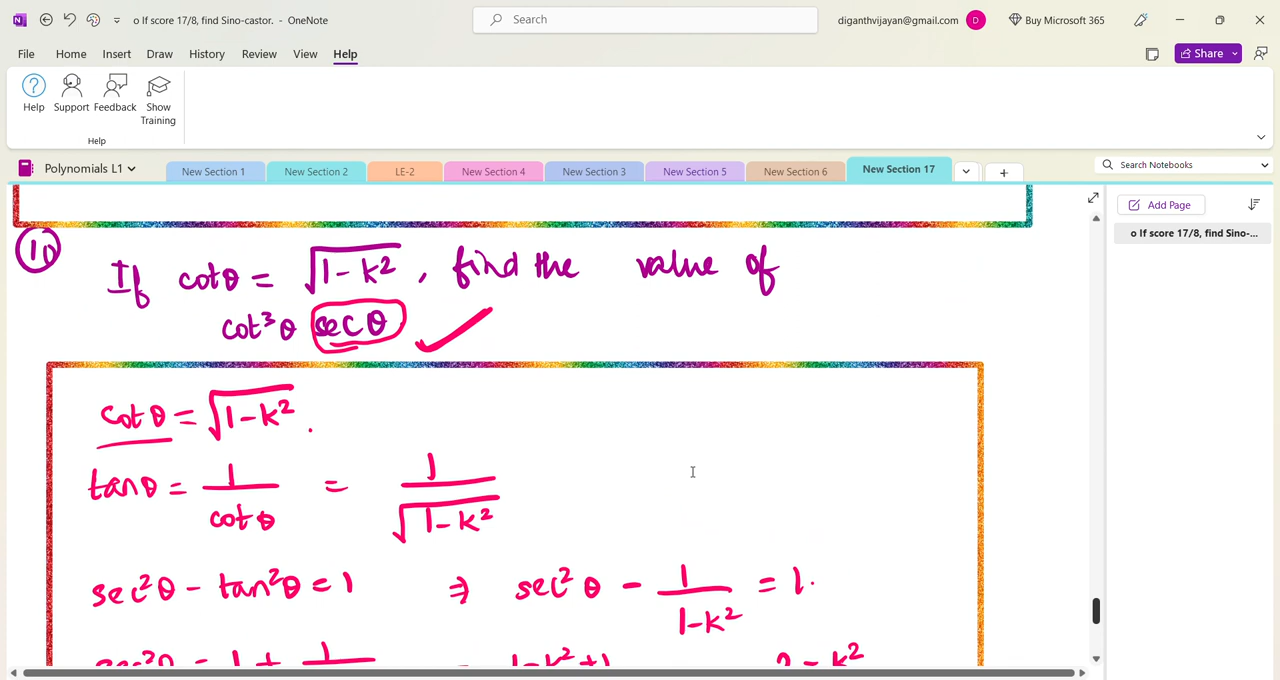 o If score 17/8, find Sino-castor. - OneNote
Search
diganthvijayan@gmail.com
D
Buy Microsoft 365
File Home Insert Draw History Review View Help
Share
Help
Support
Feedback
Show Training
Help
Polynomials L1
New Section 1
New Section 2
LE-2
New Section 4
New Section 3
New Section 5
New Section 6
New Section 17
+
Search Notebooks
Add Page
o If score 17/8, find Sino-...
10
If cotθ = √(1-k²), find the value of
cot³θ secθ
cotθ = √(1-k²).
tanθ = 1/cotθ = 1/√(1-k²)
sec²θ - tan²θ = 1 ⇒ sec²θ - 1/(1-k²) = 1.